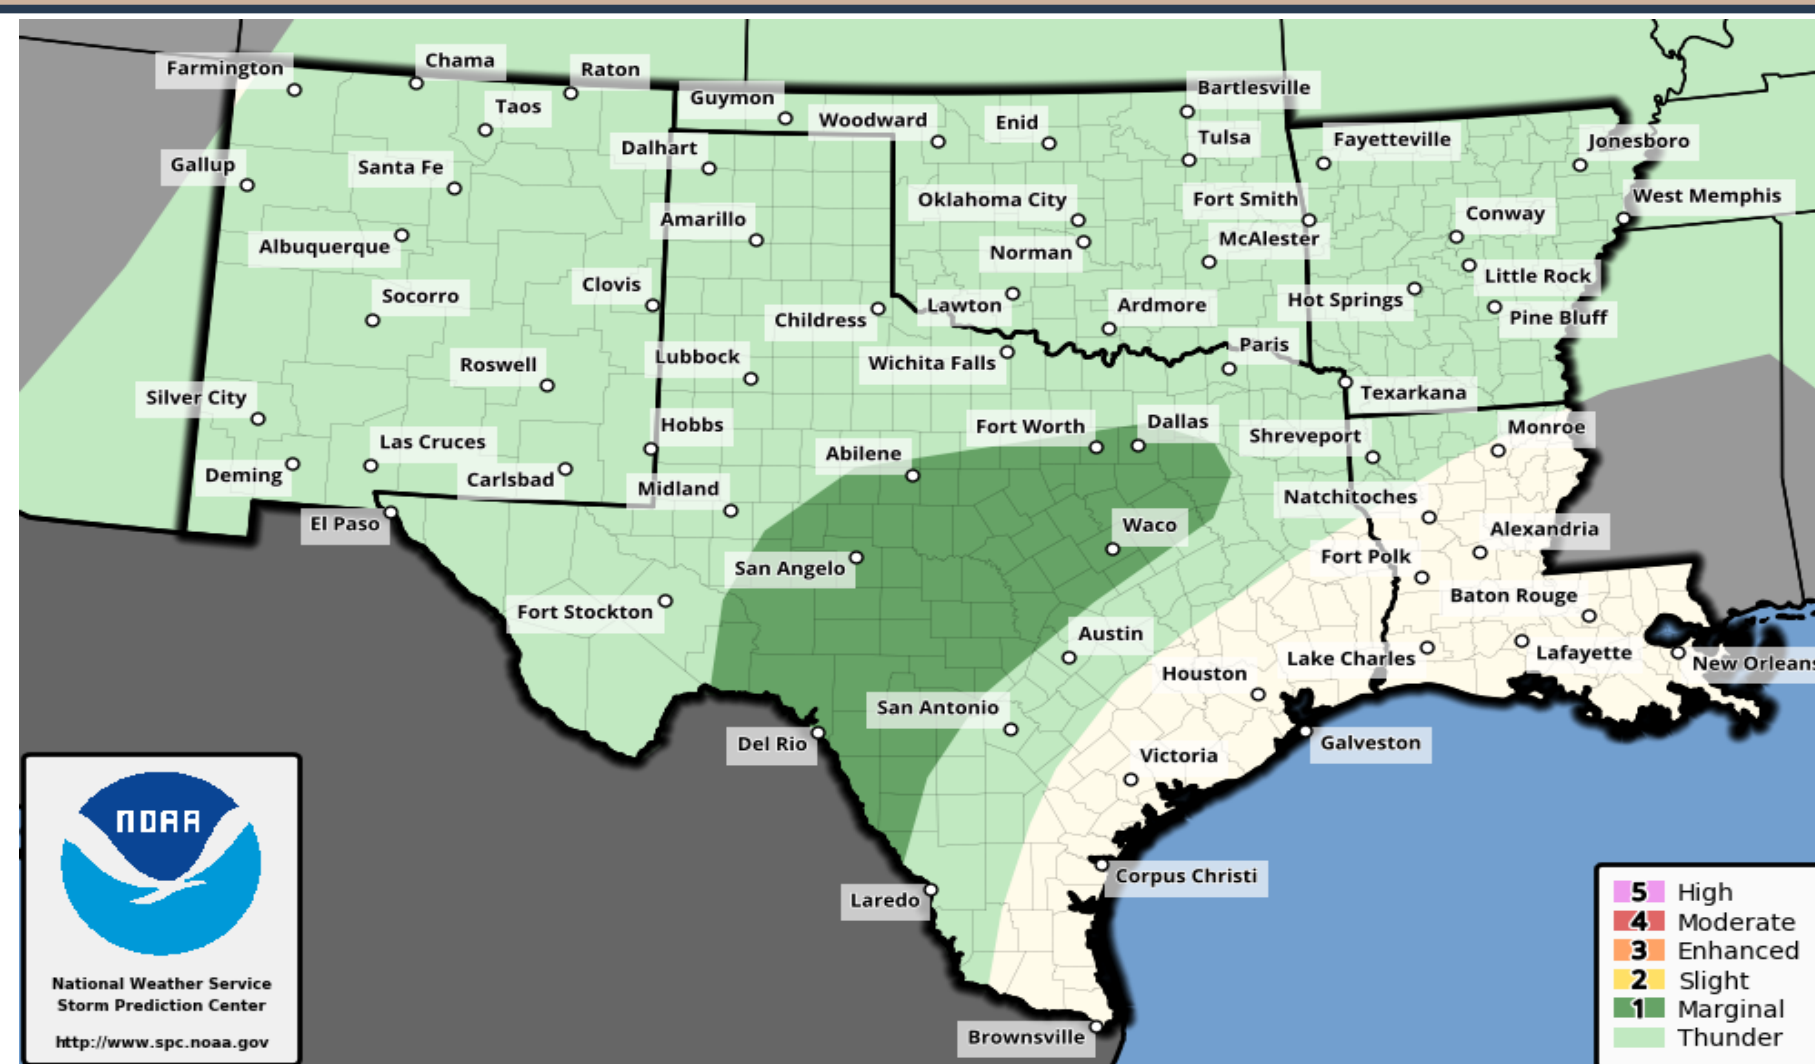 Farmington
Chama
Raton
Taos
Guymon
Woodward
Enid
Bartlesville
Tulsa
Fayetteville
Jonesboro
Gallup
Santa Fe
Dalhart
Oklahoma City
Fort Smith
West Memphis
Amarillo
Conway
Albuquerque
Norman
McAlester
Socorro
Clovis
Little Rock
Childress
Lawton
Ardmore
Hot Springs
Pine Bluff
Roswell
Lubbock
Wichita Falls
Paris
Silver City
Texarkana
Las Cruces
Hobbs
Abilene
Fort Worth
Dallas
Shreveport
Monroe
Deming
Carlsbad
Midland
Natchitoches
El Paso
Waco
Alexandria
San Angelo
Fort Polk
Fort Stockton
Baton Rouge
Austin
Lake Charles
Lafayette
New Orleans
Houston
San Antonio
Del Rio
Victoria
Galveston
Laredo
Corpus Christi
Brownsville
NOAA
National Weather Service
Storm Prediction Center
http://www.spc.noaa.gov
5 High
4 Moderate
3 Enhanced
2 Slight
1 Marginal
Thunder